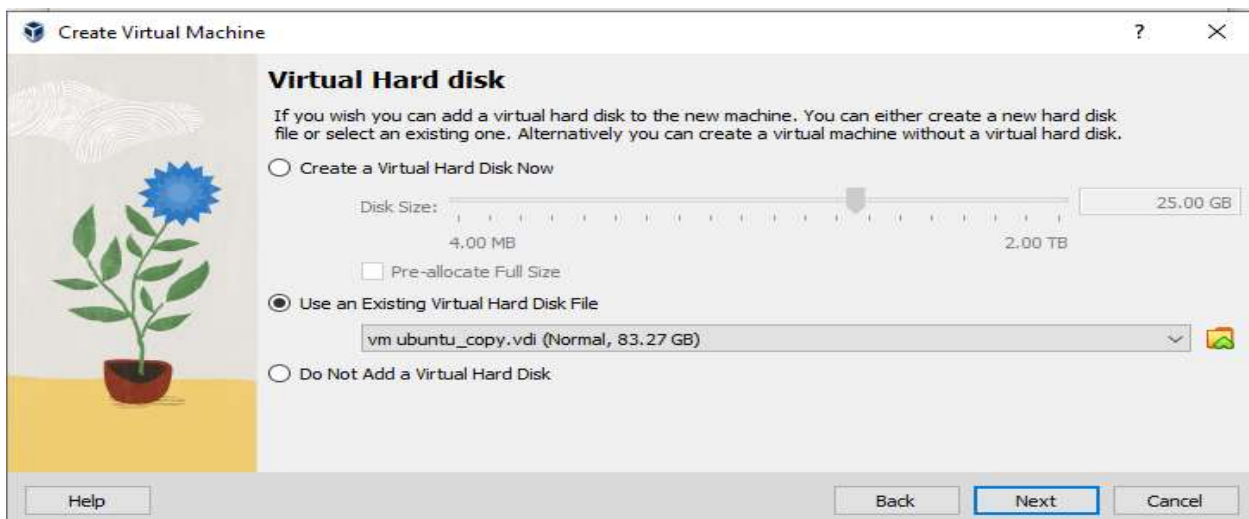 Create Virtual Machine
?
Virtual Hard disk
If you wish you can add a virtual hard disk to the new machine. You can either create a new hard disk
file or select an existing one. Alternatively you can create a virtual machine without a virtual hard disk.
Create a Virtual Hard Disk Now
Disk Size:
25.00 GB
4.00 MB
2.00 TB
Pre-allocate Full Size
Use an Existing Virtual Hard Disk File
vm ubuntu_copy.vdi (Normal, 83.27 GB)
Do Not Add a Virtual Hard Disk
Help
Back
Next
Cancel